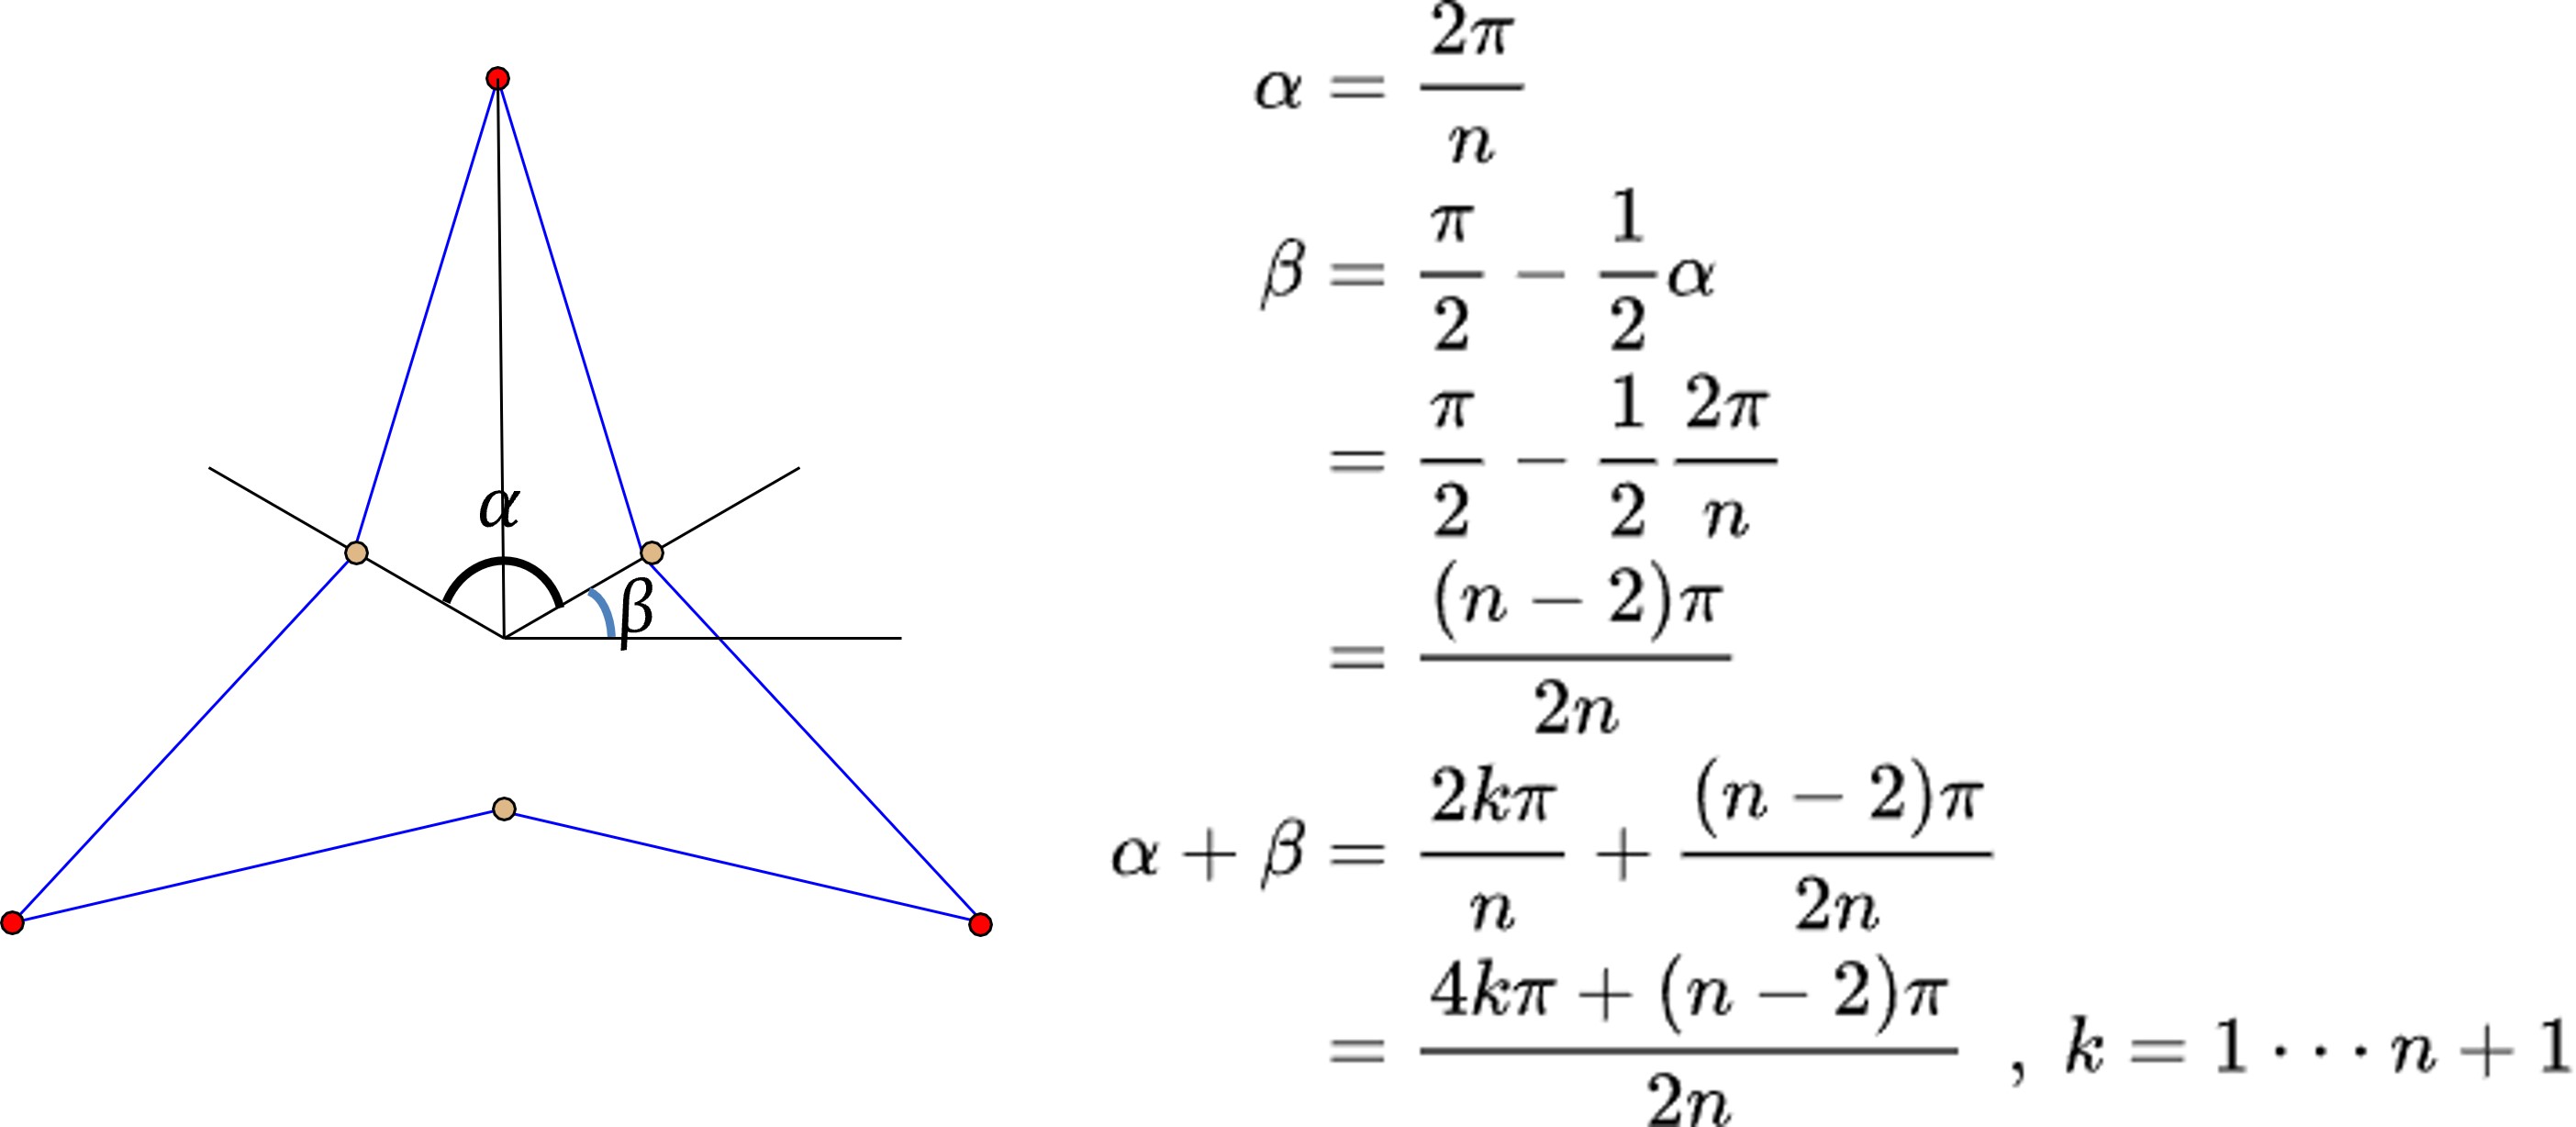 α
β
α = 2π/n
β = π/2 − 1/2 α
= π/2 − 1/2 2π/n
= (n − 2)π/2n
α + β = 2kπ/n + (n − 2)π/2n
= 4kπ + (n − 2)π/2n , k = 1 · · · n + 1